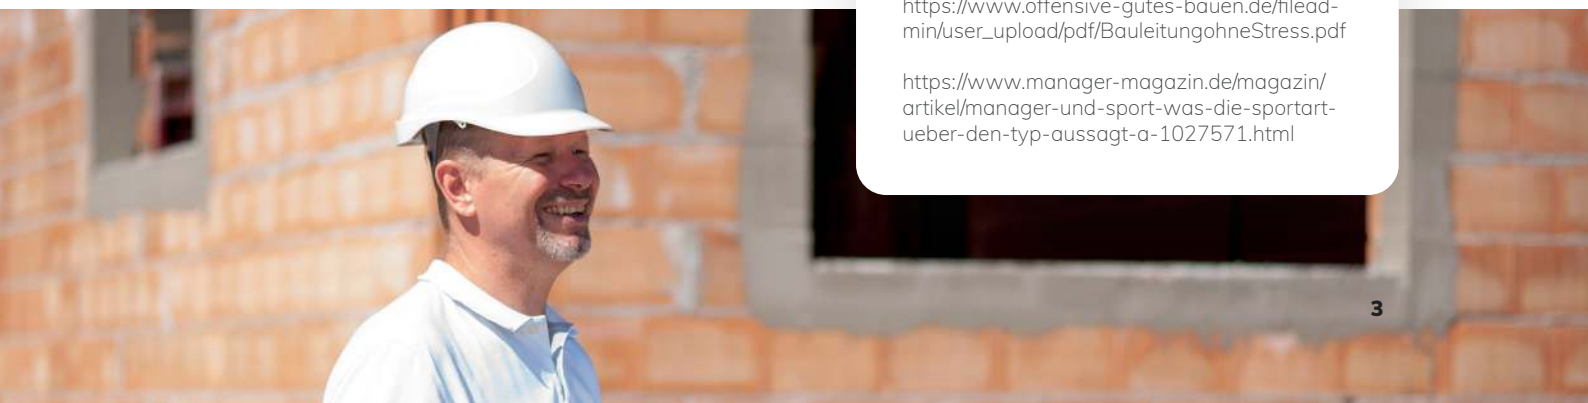 https://www.offensive-gutes-bauen.de/filead-
min/user_upload/pdf/BauleitungohneStress.pdf
https://www.manager-magazin.de/magazin/
artikel/manager-und-sport-was-die-sportart-
ueber-den-typ-aussagt-a-1027571.html
3